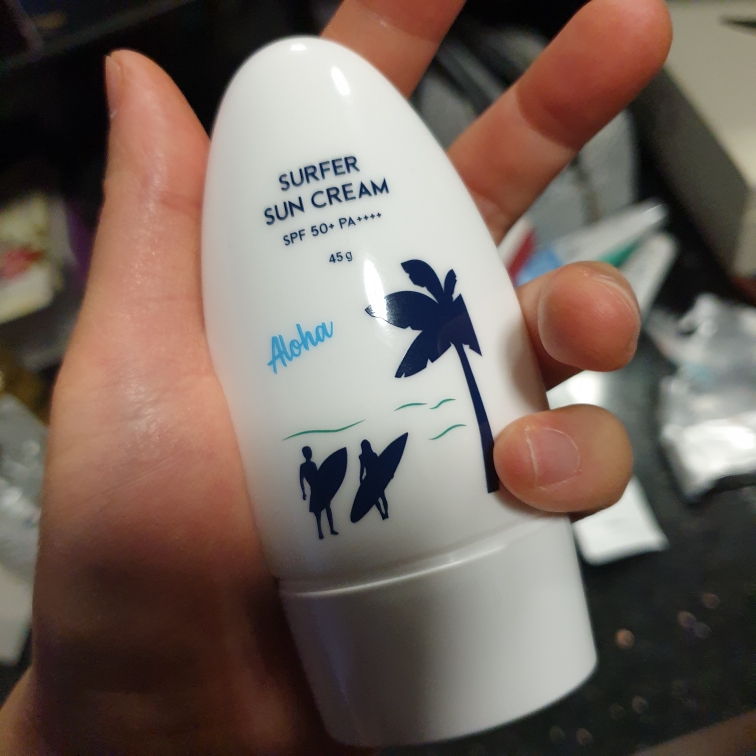 SURFER
SUN CREAM
SPF 50+ PA++++
45g
Aloha